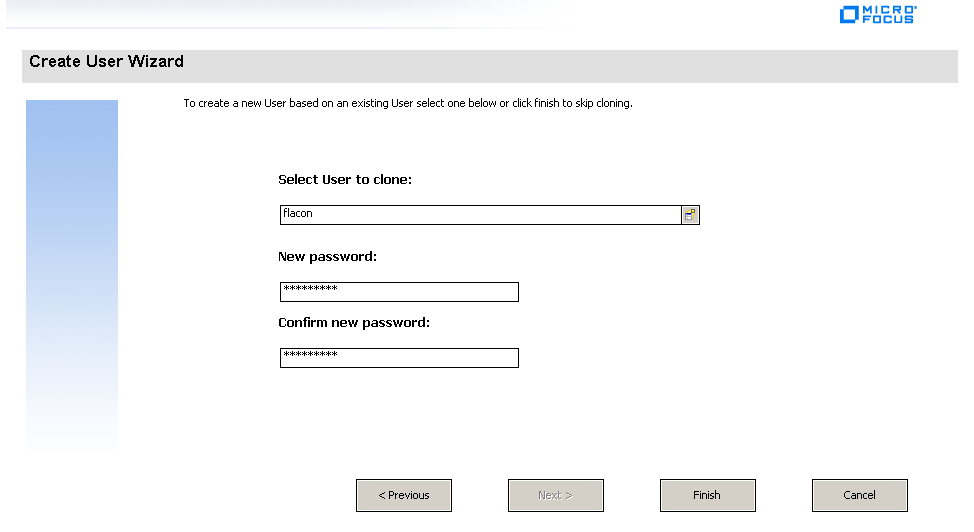 MICRO
FOCUS
Create User Wizard
To create a new User based on an existing User select one below or click finish to skip cloning.
Select User to clone:
flacon
New password:
*********
Confirm new password:
*********
< Previous
Next >
Finish
Cancel